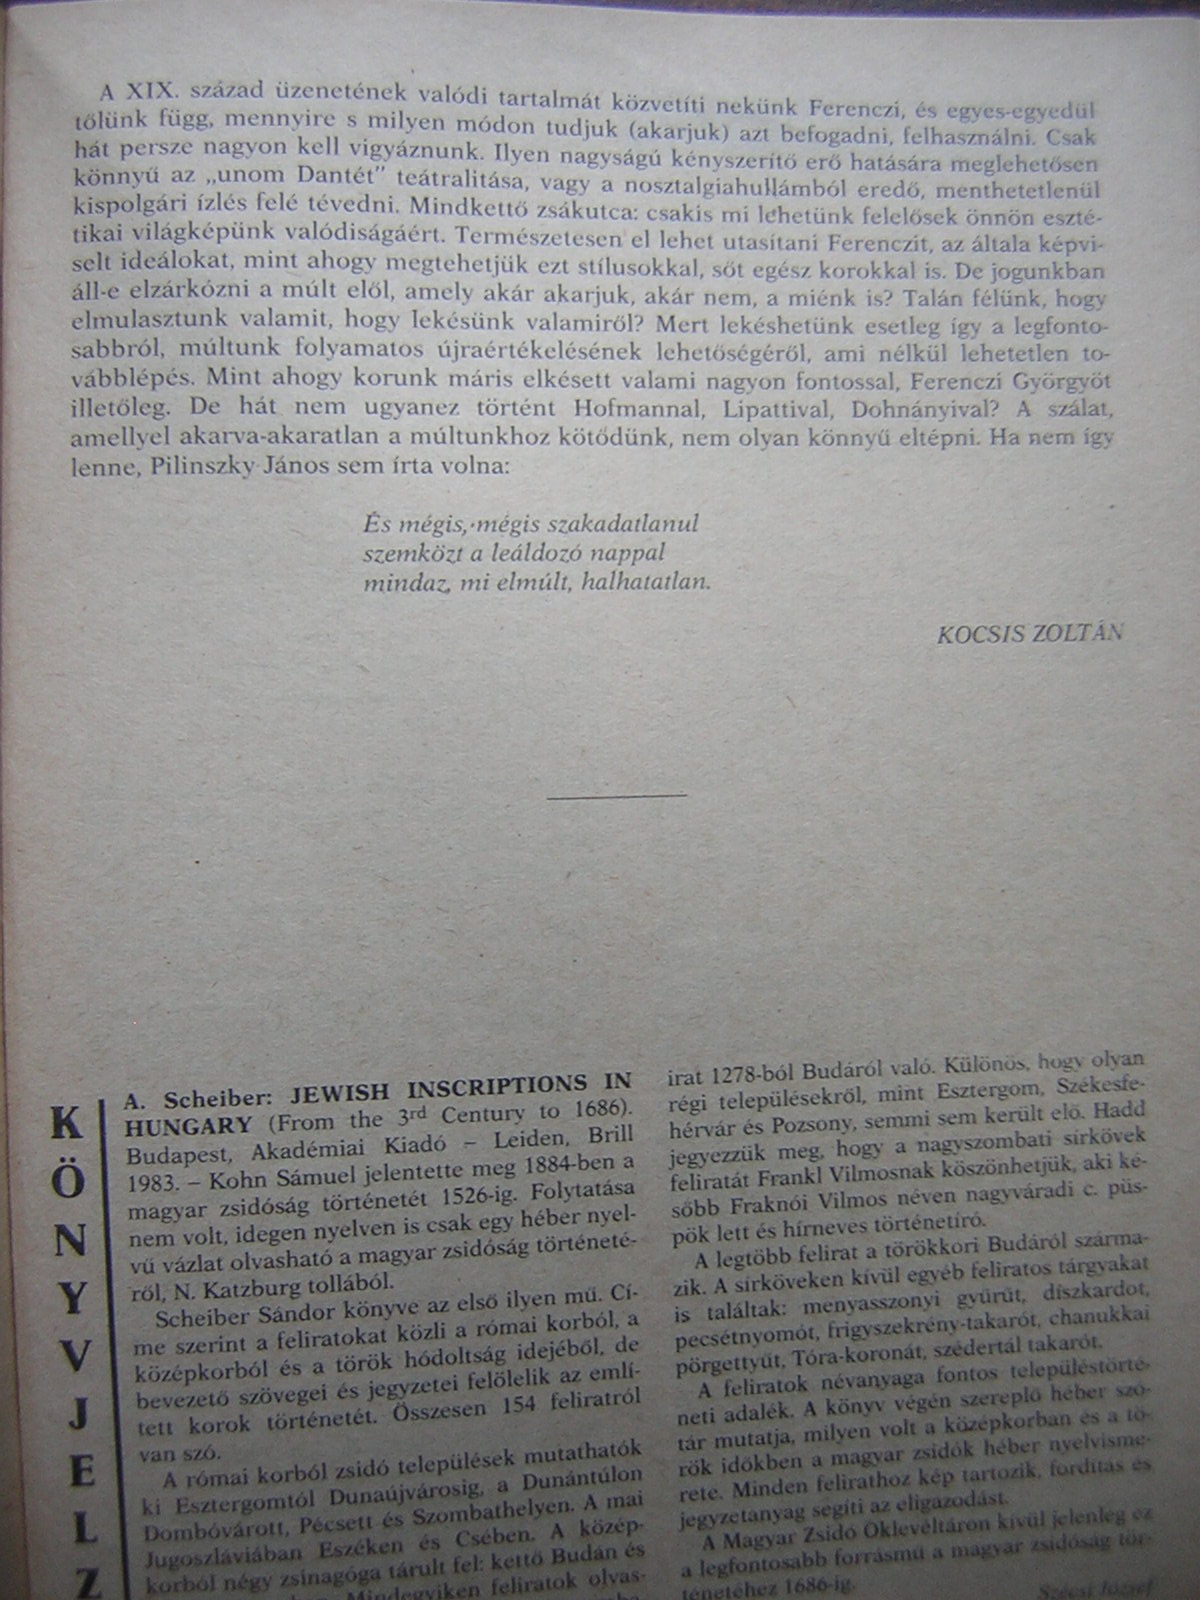 A XIX. század üzenetének valódi tartalmát közvetíti nekünk Ferenczi, és egyes-egyedül
tőlünk függ, mennyire s milyen módon tudjuk (akarjuk) azt befogadni, felhasználni. Csak
hát persze nagyon kell vigyáznunk. Ilyen nagyságú kényszerítő erő hatására meglehetősen
könnyű az „unom Dantét” teátralitása, vagy a nosztalgiahullámból eredő, menthetetlenül
kispolgári ízlés felé tévedni. Mindkettő zsákutca: csakis mi lehetünk felelősek önnön eszté-
tikai világképünk valódiságáért. Természetesen el lehet utasítani Ferenczit, az általa képvi-
selt ideálokat, mint ahogy megtehetjük ezt stílusokkal, sőt egész korokkal is. De jogunkban
áll-e elzárkózni a múlt elől, amely akár akarjuk, akár nem, a miénk is? Talán félünk, hogy
elmulasztunk valamit, hogy lekésünk valamiről? Mert lekéshetünk esetleg így a legfonto-
sabbról, múltunk folyamatos újraértékelésének lehetőségéről, ami nélkül lehetetlen to-
vábblépés. Mint ahogy korunk máris elkésett valami nagyon fontossal, Ferenczi Györgyöt
illetőleg. De hát nem ugyanez történt Hofmannal, Lipattival, Dohnányival? A szálat,
amellyel akarva-akaratlan a múltunkhoz kötődünk, nem olyan könnyű eltépni. Ha nem így
lenne, Pilinszky János sem írta volna:
És mégis, mégis szakadatlanul
szemközt a leáldozó nappal
mindaz, mi elmúlt, halhatatlan.
KOCSIS ZOLTÁN
K
Ö
N
Y
V
J
E
L
Z
A. Scheiber: JEWISH INSCRIPTIONS IN
HUNGARY (From the 3rd Century to 1686).
Budapest, Akadémiai Kiadó – Leiden, Brill
1983. – Kohn Sámuel jelentette meg 1884-ben a
magyar zsidóság történetét 1526-ig. Folytatása
nem volt, idegen nyelven is csak egy héber nyel-
vű vázlat olvasható a magyar zsidóság történeté-
ről, N. Katzburg tollából.
Scheiber Sándor könyve az első ilyen mű. Cí-
me szerint a feliratokat közli a római korból, a
középkorból és a török hódoltság idejéből, de
bevezető szövegei és jegyzetei felölelik az emlí-
tett korok történetét. Összesen 154 feliratról
van szó.
A római korból zsidó települések mutathatók
ki Esztergomtól Dunaújvárosig, a Dunántúlon
Dombóvárott, Pécsett és Szombathelyen. A mai
Jugoszláviában Eszéken és Csében. A közép-
korból négy zsinagóga tárult fel: kettő Budán és
Mindegyiken feliratok olvas-
irat 1278-ból Budáról való. Különös, hogy olyan
régi településekről, mint Esztergom, Székesfe-
hérvár és Pozsony, semmi sem került elő. Hadd
jegyezzük meg, hogy a nagyszombati sírkövek
feliratát Frankl Vilmosnak köszönhetjük, aki ké-
sőbb Fraknói Vilmos néven nagyváradi c. püs-
pök lett és hírneves történetíró.
A legtöbb felirat a törökkori Budáról szárma-
zik. A sírköveken kívül egyéb feliratos tárgyakat
is találtak: menyasszonyi gyűrűt, díszkardot,
pecsétnyomót, frigyszekrény-takarót, chanukkai
pörgettyűt, Tóra-koronát, szédertál takarót.
A feliratok névanyaga fontos településtörté-
neti adalék. A könyv végén szereplő héber szó-
tár mutatja, milyen volt a középkorban és a tö-
rök időkben a magyar zsidók héber nyelvisme-
rete. Minden felirathoz kép tartozik, fordítás és
jegyzetanyag segíti az eligazodást.
A Magyar Zsidó Oklevéltáron kívül jelenleg ez
a legfontosabb forrásmű a magyar zsidóság tör-
ténetéhez 1686-ig.
Szécsi József